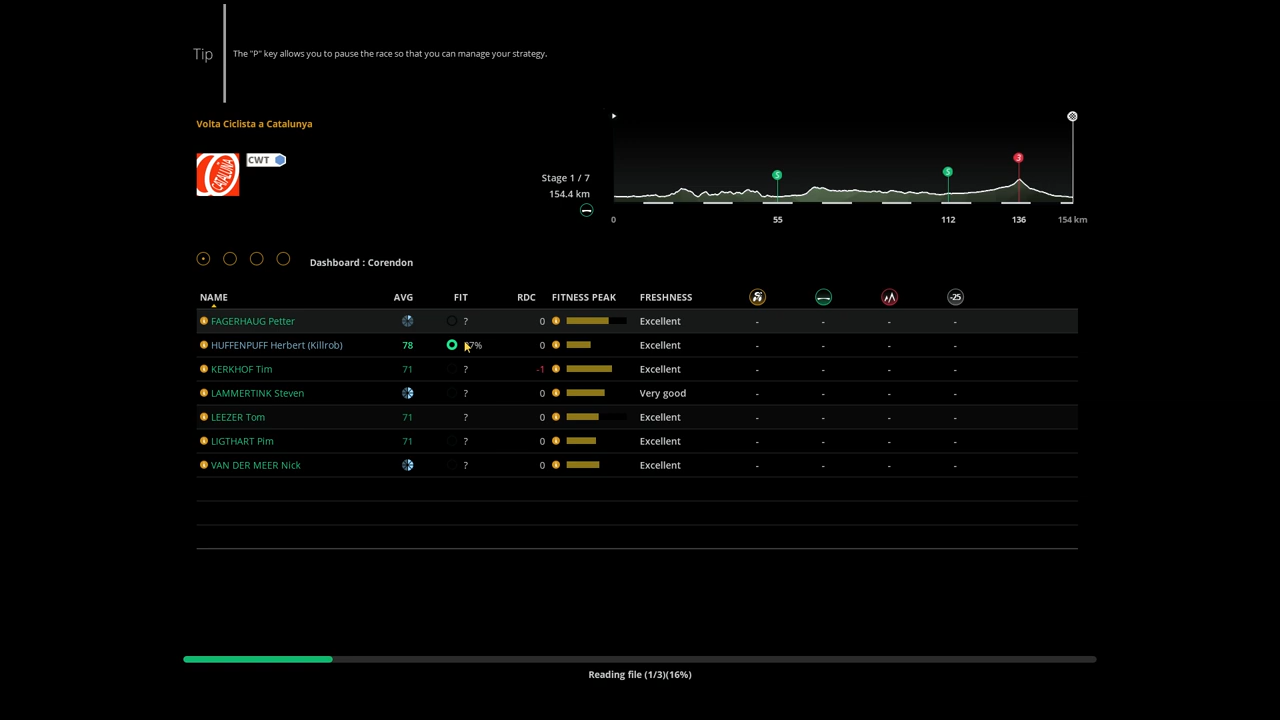 Tip
The "P" key allows you to pause the race so that you can manage your strategy.
Volta Ciclista a Catalunya
CATALUNYA
CWT
Stage 1 / 7
154.4 km
S
S
3
0
55
112
136
154 km
Dashboard : Corendon
NAME AVG FIT RDC FITNESS PEAK FRESHNESS -25
FAGERHAUG Petter ? 0 Excellent - - - -
HUFFENPUFF Herbert (Killrob) 78 0 Excellent - - - -
KERKHOF Tim 71 ? -1 Excellent - - - -
LAMMERTINK Steven ? 0 Very good - - - -
LEEZER Tom 71 ? 0 Excellent - - - -
LIGTHART Pim 71 ? 0 Excellent - - - -
VAN DER MEER Nick ? 0 Excellent - - - -
Reading file (1/3)(16%)